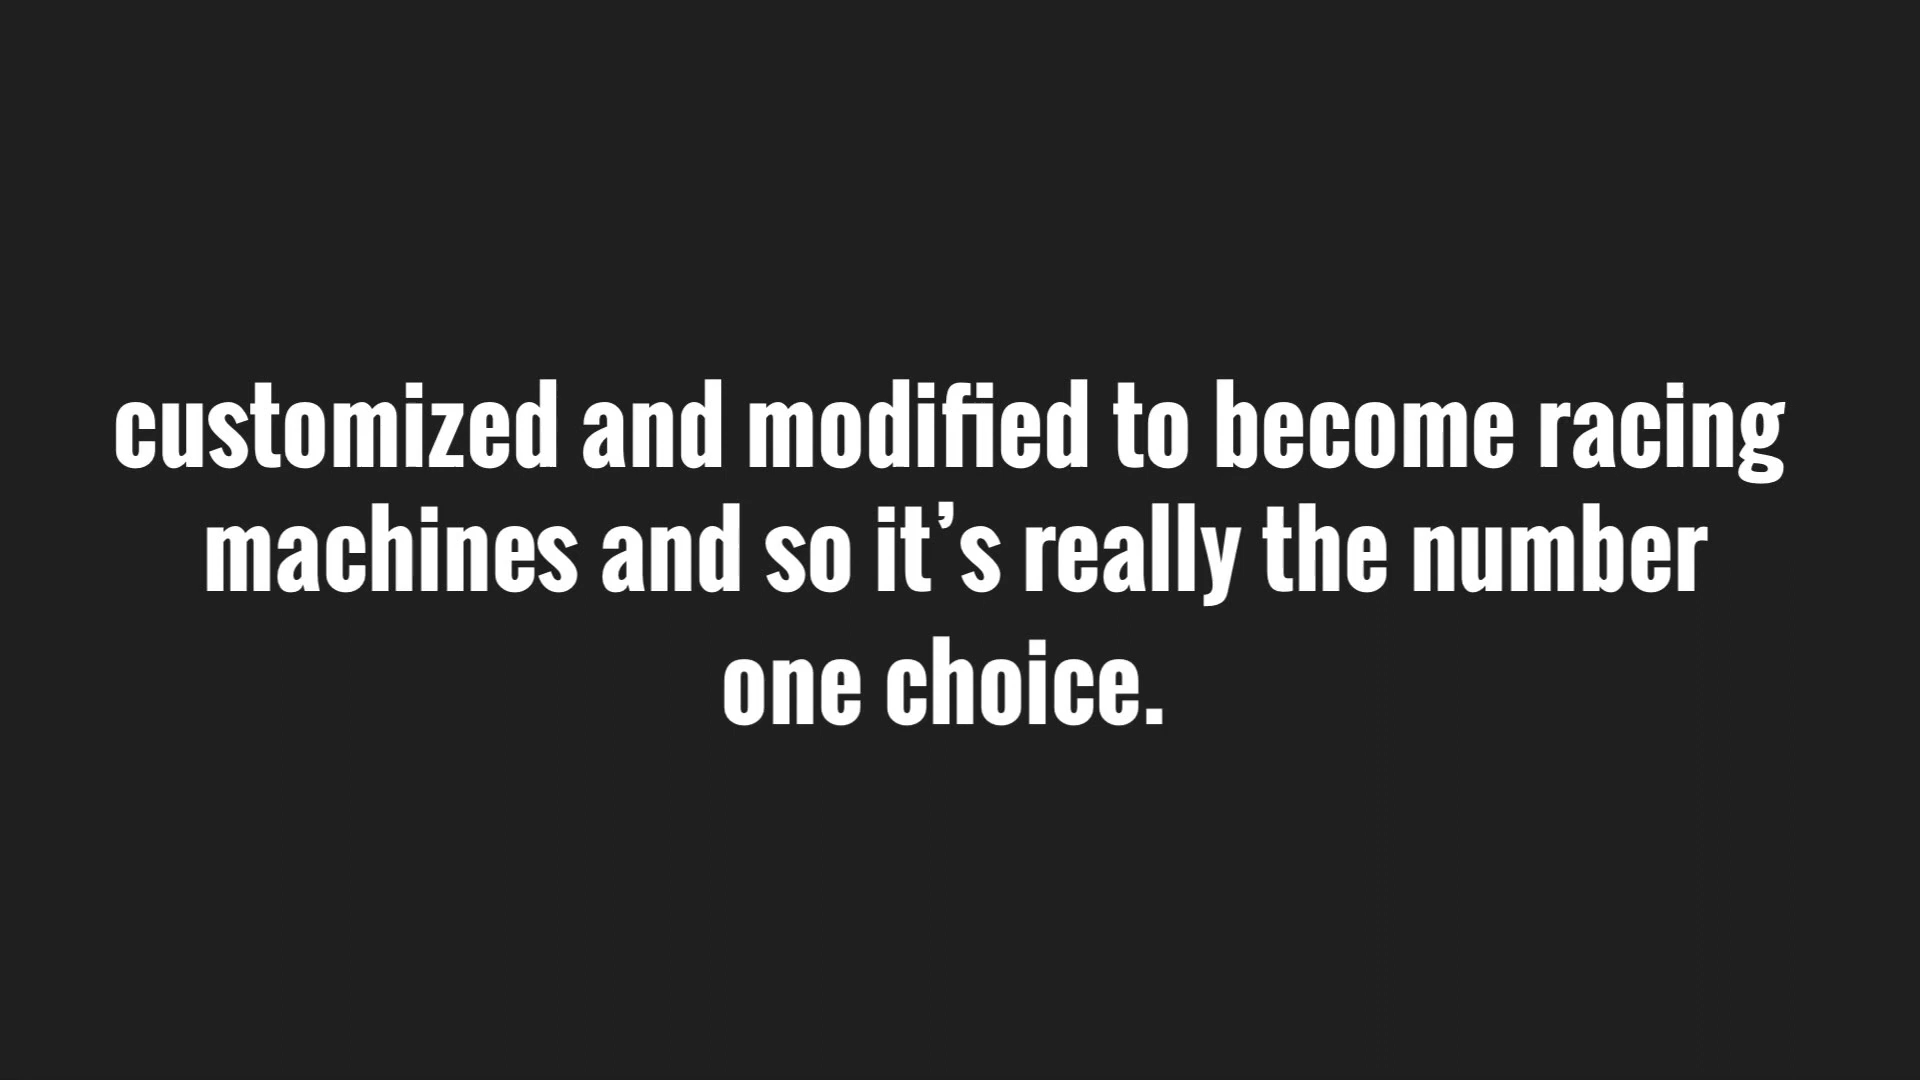 customized and modified to become racing
machines and so it’s really the number
one choice.